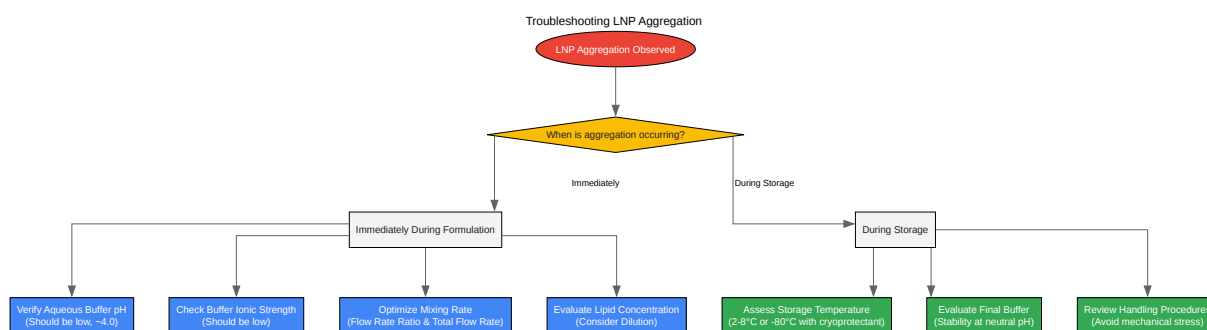 Troubleshooting LNP Aggregation
LNP Aggregation Observed
When is aggregation occurring?
Immediately
During Storage
Immediately During Formulation
During Storage
Verify Aqueous Buffer pH
(Should be low, ~4.0)
Check Buffer Ionic Strength
(Should be low)
Optimize Mixing Rate
(Flow Rate Ratio & Total Flow Rate)
Evaluate Lipid Concentration
(Consider Dilution)
Assess Storage Temperature
(2-8°C or -80°C with cryoprotectant)
Evaluate Final Buffer
(Stability at neutral pH)
Review Handling Procedures
(Avoid mechanical stress)